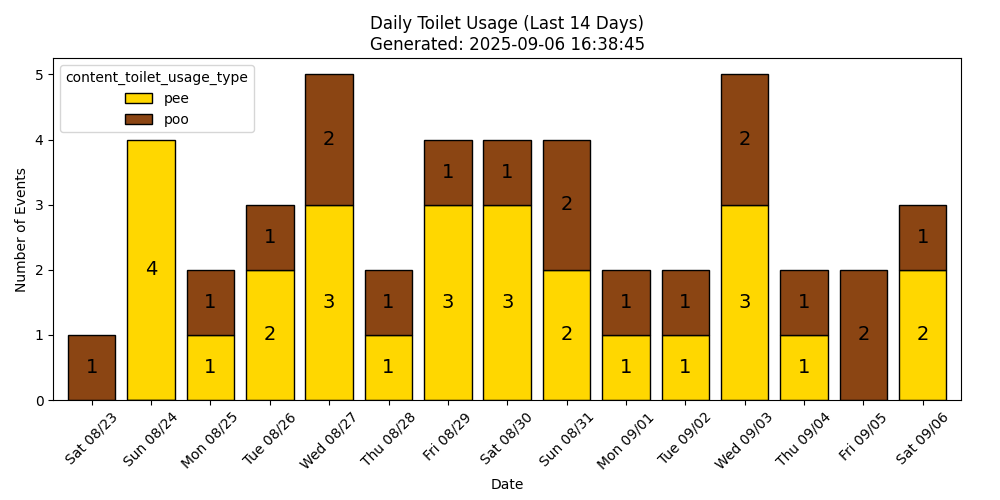 Daily Toilet Usage (Last 14 Days)
Generated: 2025-09-06 16:38:45
content_toilet_usage_type
pee
poo
Number of Events
5
4
3
2
1
0
1
4
1
1
2
1
3
2
1
1
3
1
3
1
2
2
1
1
1
1
3
2
1
1
2
2
1
Sat 08/23
Sun 08/24
Mon 08/25
Tue 08/26
Wed 08/27
Thu 08/28
Fri 08/29
Sat 08/30
Sun 08/31
Mon 09/01
Tue 09/02
Wed 09/03
Thu 09/04
Fri 09/05
Sat 09/06
Date